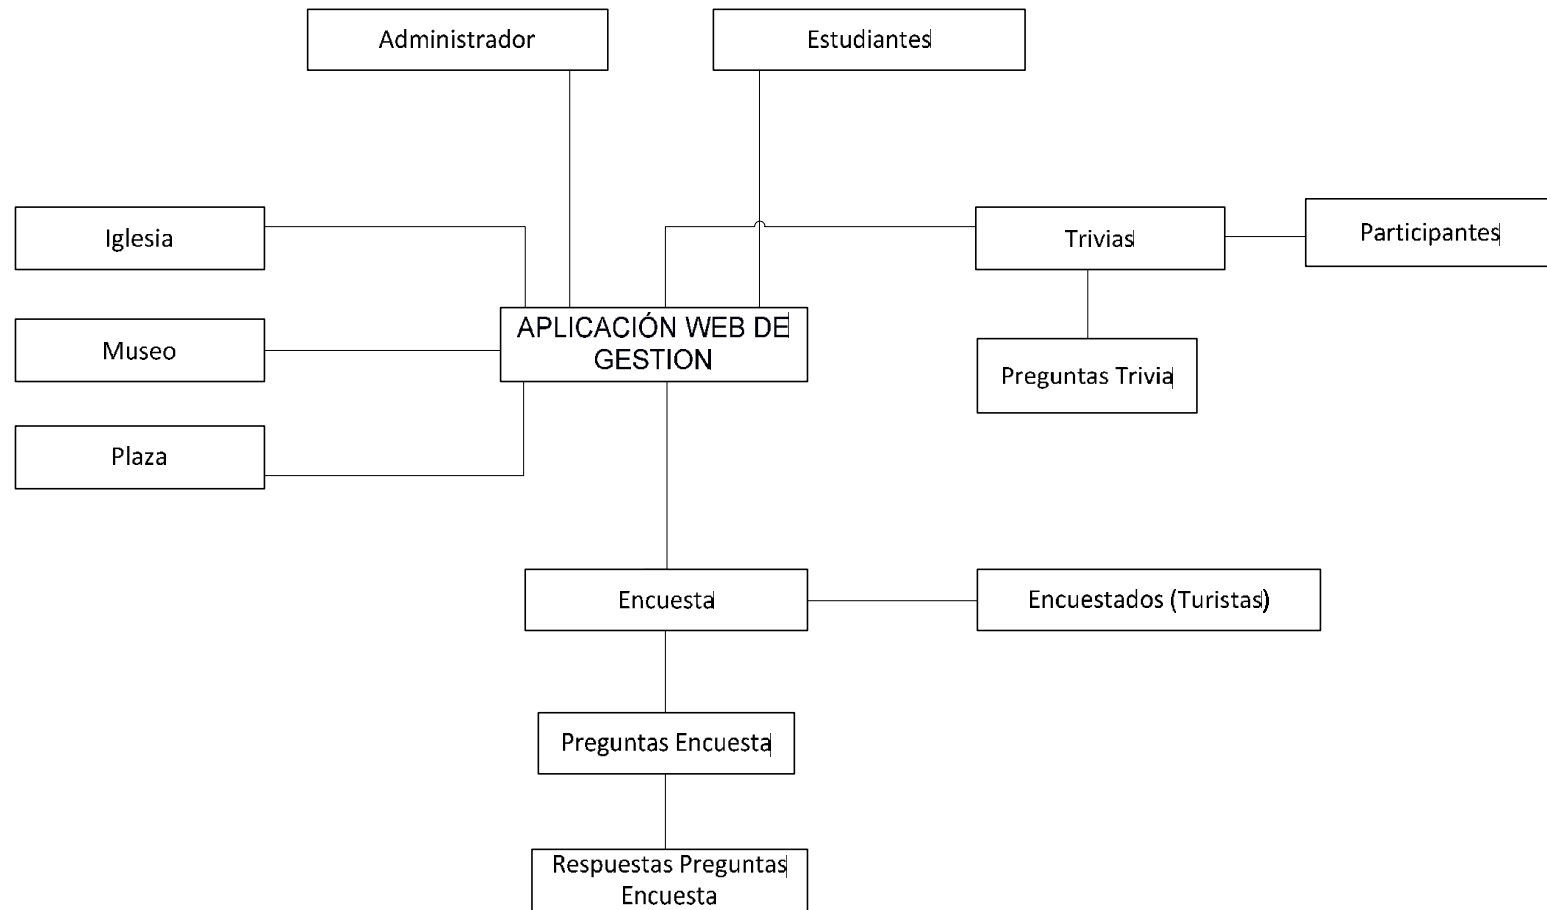 Administrador
Estudiantes
Iglesia
Trivias
Participantes
Museo
APLICACIÓN WEB DE
GESTION
Preguntas Trivia
Plaza
Encuesta
Encuestados (Turistas)
Preguntas Encuesta
Respuestas Preguntas
Encuesta